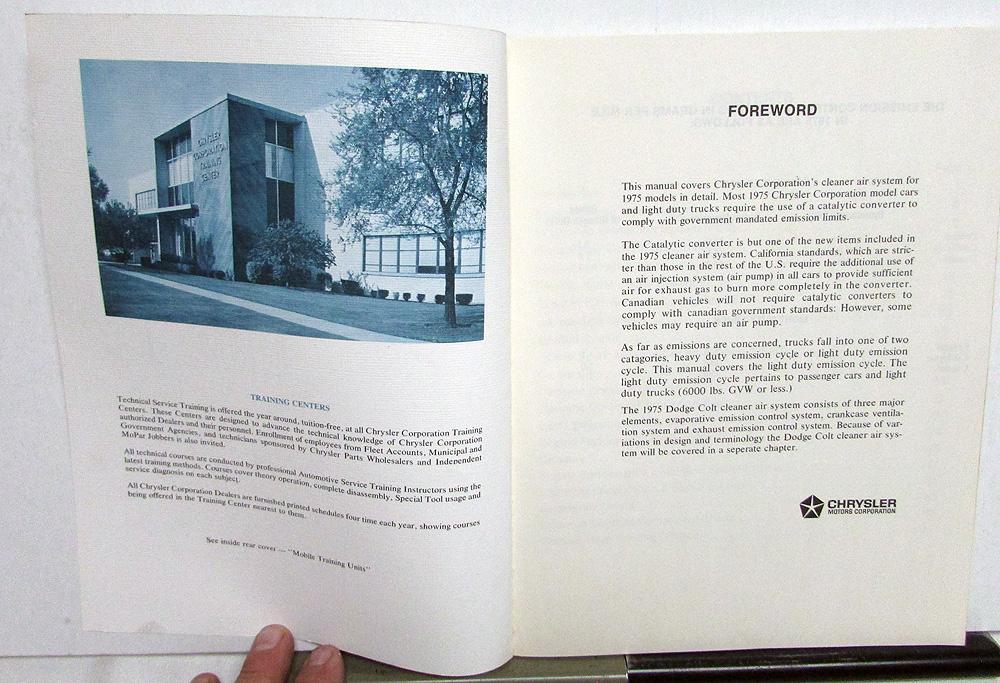 CHRYSLER
CORPORATION
TRAINING
CENTER
TRAINING CENTERS
Technical Service Training is offered the year around, tuition-free, at all Chrysler Corporation Training
Centers. These Centers are designed to advance the technical knowledge of Chrysler Corporation
authorized Dealers and their personnel. Enrollment of employees from Fleet Accounts, Municipal and
Government Agencies, and technicians sponsored by Chrysler Parts Wholesalers and Independent
MoPar Jobbers is also invited.
All technical courses are conducted by professional Automotive Service Training Instructors using the
latest training methods. Courses cover theory operation, complete disassembly, Special Tool usage and
service diagnosis on each subject.
All Chrysler Corporation Dealers are furnished printed schedules four time each year, showing courses
being offered in the Training Center nearest to them.
See inside rear cover — "Mobile Training Units"
FOREWORD
This manual covers Chrysler Corporation's cleaner air system for
1975 models in detail. Most 1975 Chrysler Corporation model cars
and light duty trucks require the use of a catalytic converter to
comply with government mandated emission limits.
The Catalytic converter is but one of the new items included in
the 1975 cleaner air system. California standards, which are stric-
ter than those in the rest of the U.S. require the additional use of
an air injection system (air pump) in all cars to provide sufficient
air for exhaust gas to burn more completely in the converter.
Canadian vehicles will not require catalytic converters to
comply with canadian government standards: However, some
vehicles may require an air pump.
As far as emissions are concerned, trucks fall into one of two
catagories, heavy duty emission cycle or light duty emission
cycle. This manual covers the light duty emission cycle. The
light duty emission cycle pertains to passenger cars and light
duty trucks (6000 lbs. GVW or less.)
The 1975 Dodge Colt cleaner air system consists of three major
elements, evaporative emission control system, crankcase ventila-
tion system and exhaust emission control system. Because of var-
iations in design and terminology the Dodge Colt cleaner air sys-
tem will be covered in a seperate chapter.
CHRYSLER
MOTORS CORPORATION